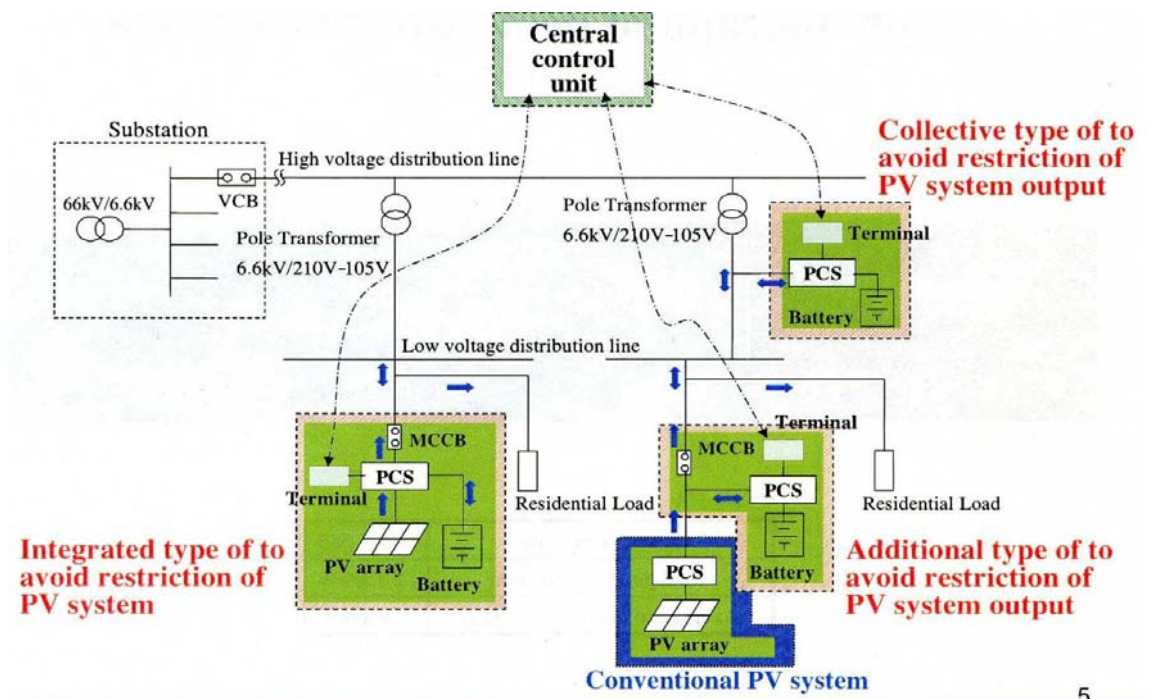 Central
control
unit
Substation
High voltage distribution line
Collective type of to
avoid restriction of
PV system output
66kV/6.6kV
VCB
Pole Transformer
6.6kV/210V-105V
Pole Transformer
6.6kV/210V-105V
Terminal
PCS
Battery
Low voltage distribution line
MCCB
PCS
Terminal
PV array
Battery
Residential Load
Terminal
MCCB
PCS
Battery
Residential Load
Integrated type of to
avoid restriction of
PV system
Additional type of to
avoid restriction of
PV system output
PCS
PV array
Conventional PV system
5